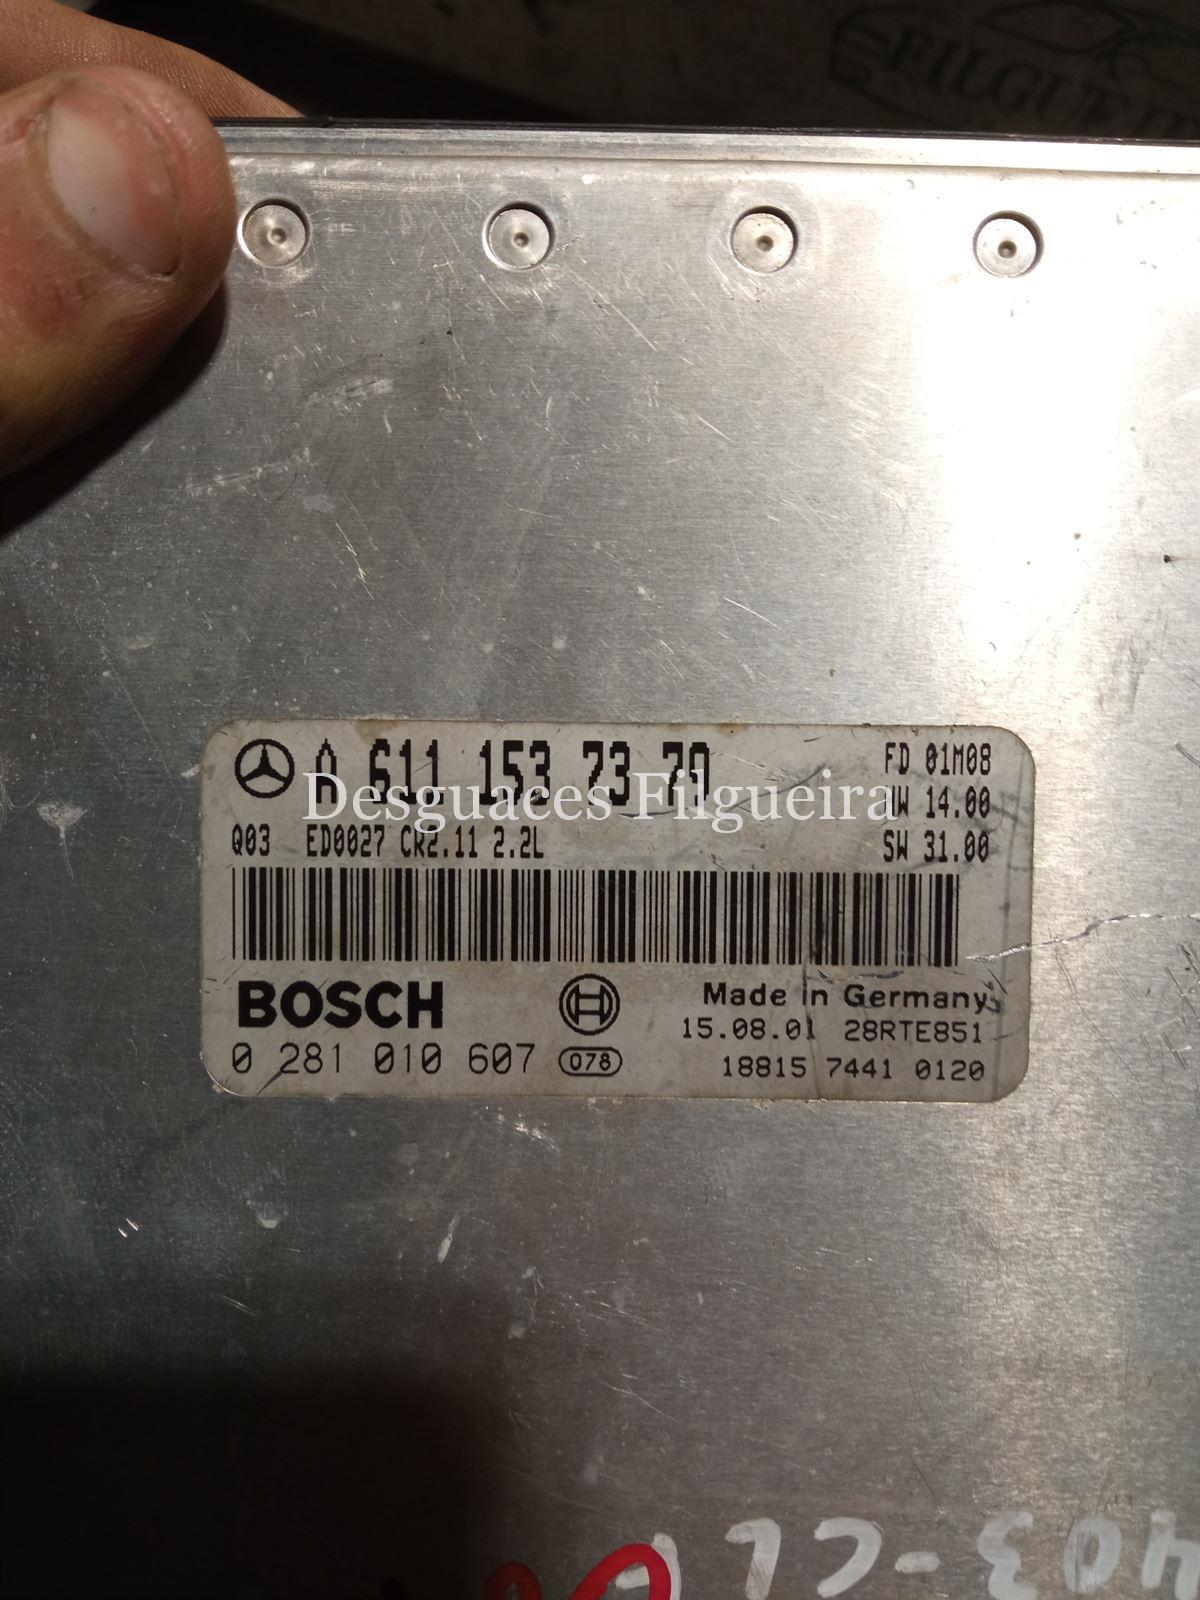 A 611 153 73 79
FD 01M08
HW 14.00
Q03 ED0027 CR2.11 2.2L
SW 31.00
Desguaces Filgueira
BOSCH
Made in Germany
15.08.01 28RTE851
0 281 010 607 078
18815 7441 0120